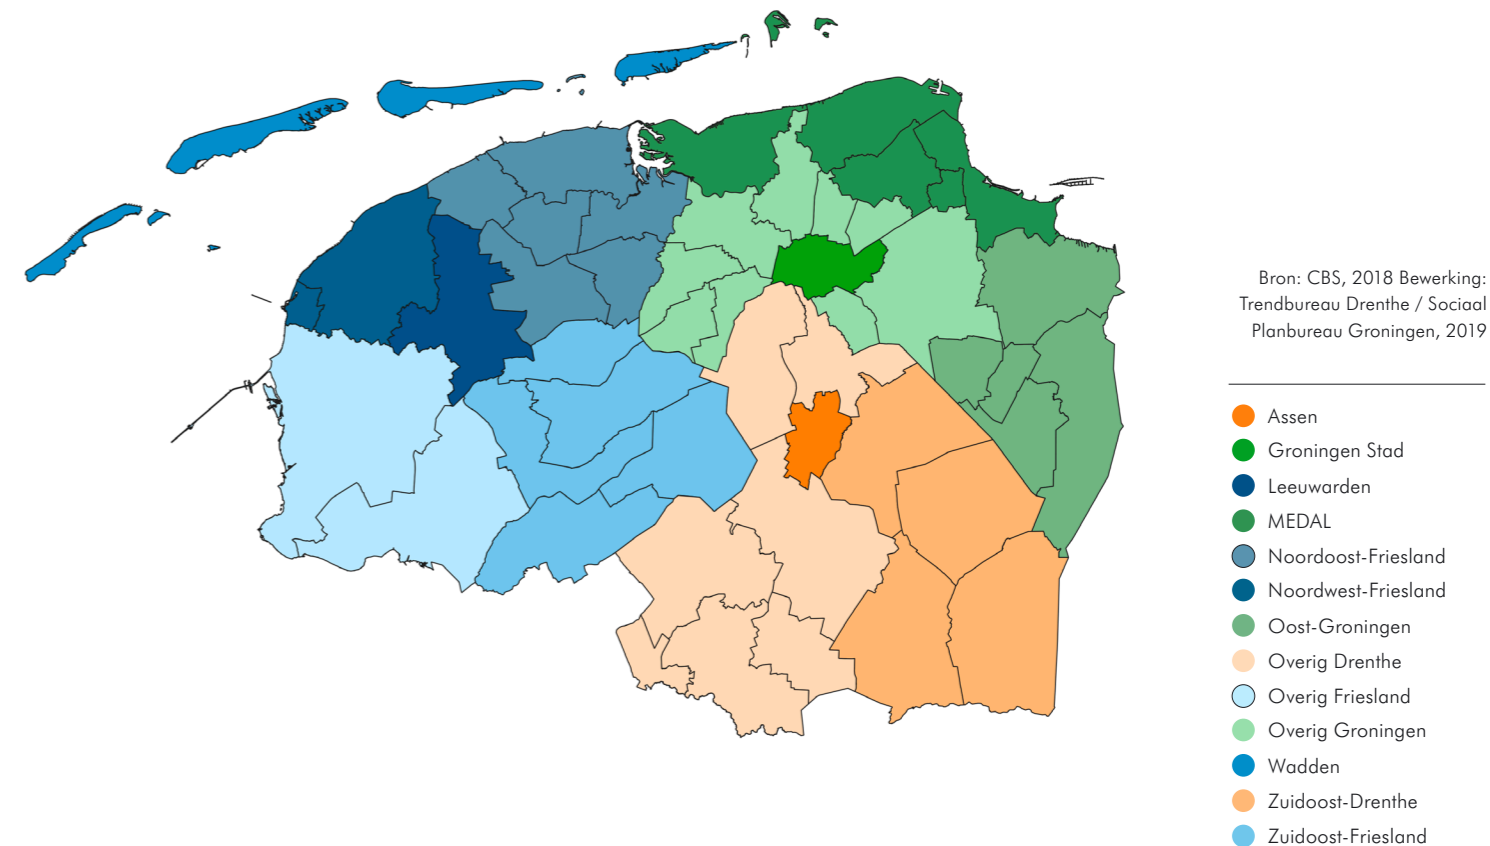 Bron: CBS, 2018 Bewerking:
Trendbureau Drenthe / Sociaal
Planbureau Groningen, 2019
Assen
Groningen Stad
Leeuwarden
MEDAL
Noordoost-Friesland
Noordwest-Friesland
Oost-Groningen
Overig Drenthe
Overig Friesland
Overig Groningen
Wadden
Zuidoost-Drenthe
Zuidoost-Friesland